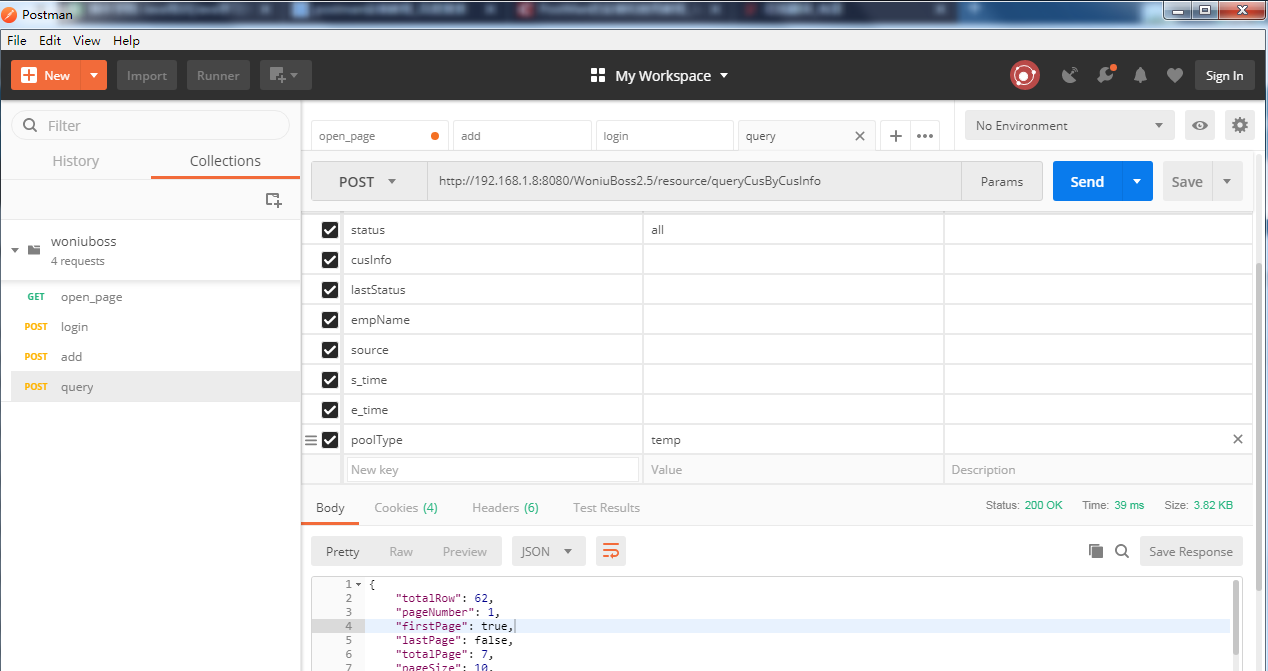 Postman
File Edit View Help
New Import Runner My Workspace Sign In
Filter
History Collections
woniuboss
4 requests
GET open_page
POST login
POST add
POST query
open_page add login query
No Environment
POST http://192.168.1.8:8080/WoniuBoss2.5/resource/queryCusByCusInfo Params Send Save
status all
cusInfo
lastStatus
empName
source
s_time
e_time
poolType temp
New key Value Description
Body Cookies (4) Headers (6) Test Results Status: 200 OK Time: 39 ms Size: 3.82 KB
Pretty Raw Preview JSON Save Response
1 {
2 "totalRow": 62,
3 "pageNumber": 1,
4 "firstPage": true,
5 "lastPage": false,
6 "totalPage": 7,
7 "pageSize": 10,